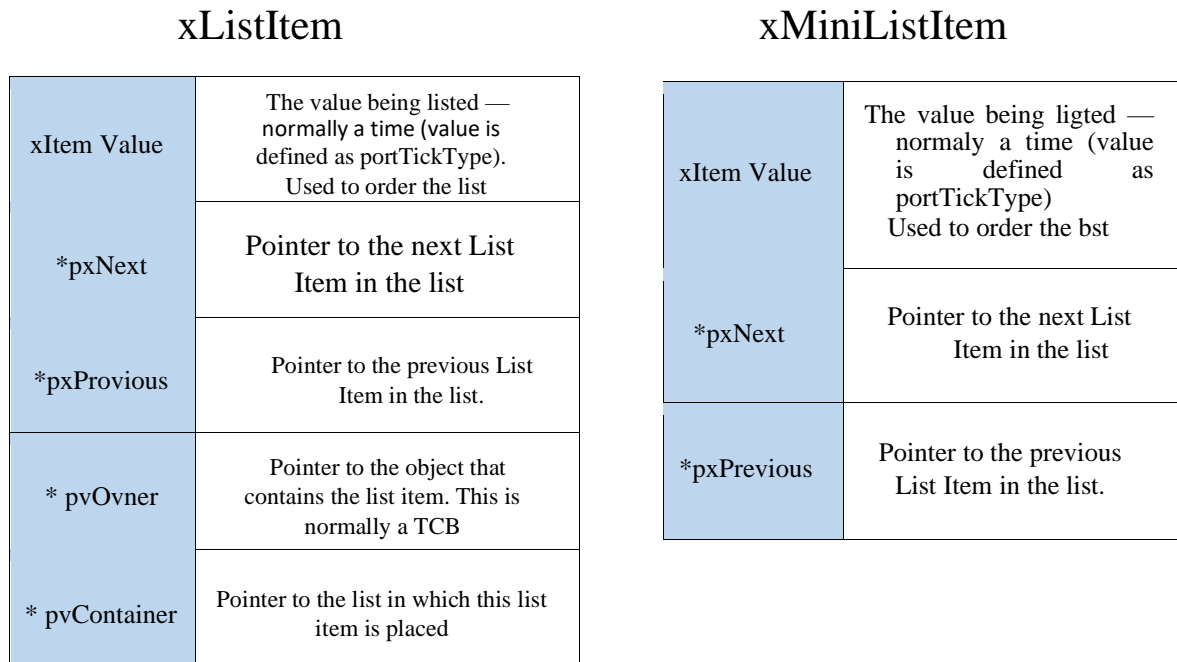 xListItem
xItem Value
The value being listed —
normally a time (value is
defined as portTickType).
Used to order the list
*pxNext
Pointer to the next List
Item in the list
*pxProvious
Pointer to the previous List
Item in the list.
* pvOvner
Pointer to the object that
contains the list item. This is
normally a TCB
* pvContainer
Pointer to the list in which this list
item is placed
xMiniListItem
xItem Value
The value being ligted —
normaly a time (value
is defined as
portTickType)
Used to order the bst
*pxNext
Pointer to the next List
Item in the list
*pxPrevious
Pointer to the previous
List Item in the list.